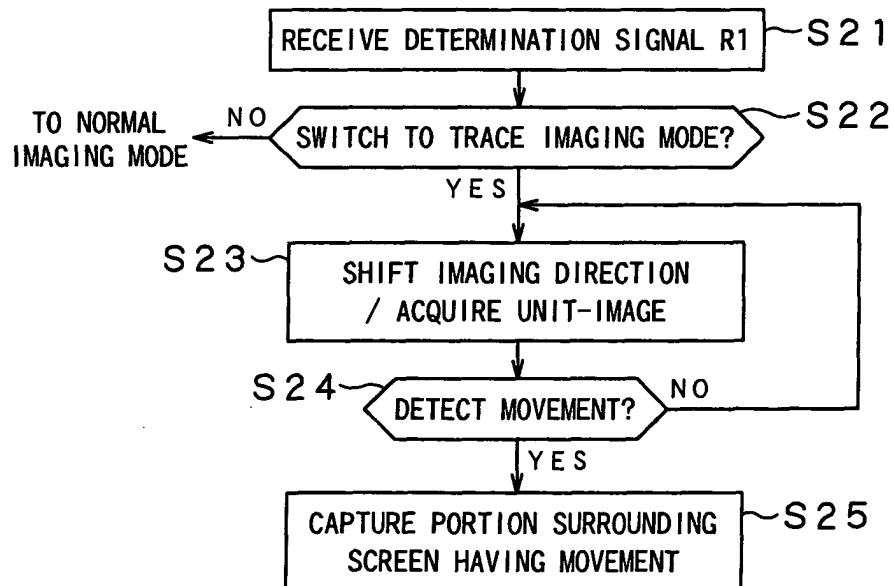 RECEIVE DETERMINATION SIGNAL R1
S21
SWITCH TO TRACE IMAGING MODE?
S22
NO
TO NORMAL
IMAGING MODE
YES
S23
SHIFT IMAGING DIRECTION
/ ACQUIRE UNIT-IMAGE
S24
DETECT MOVEMENT?
NO
YES
CAPTURE PORTION SURROUNDING
SCREEN HAVING MOVEMENT
S25